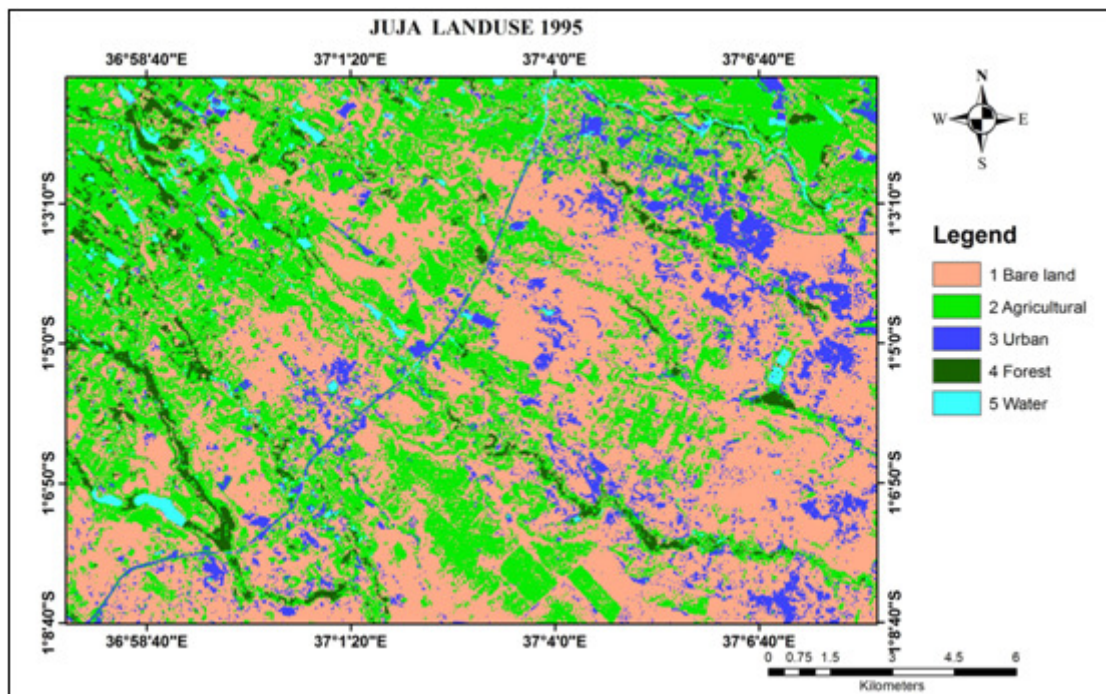 JUJA LANDUSE 1995
36°58'40"E 37°1'20"E 37°4'0"E 37°6'40"E
N
W E
S
1°3'10"S 1°3'10"S
Legend
1 Bare land
2 Agricultural
3 Urban
4 Forest
5 Water
1°5'0"S 1°5'0"S
1°6'50"S 1°6'50"S
1°8'40"S 1°8'40"S
36°58'40"E 37°1'20"E 37°4'0"E 37°6'40"E
0 0.75 1.5 3 4.5 6
Kilometers